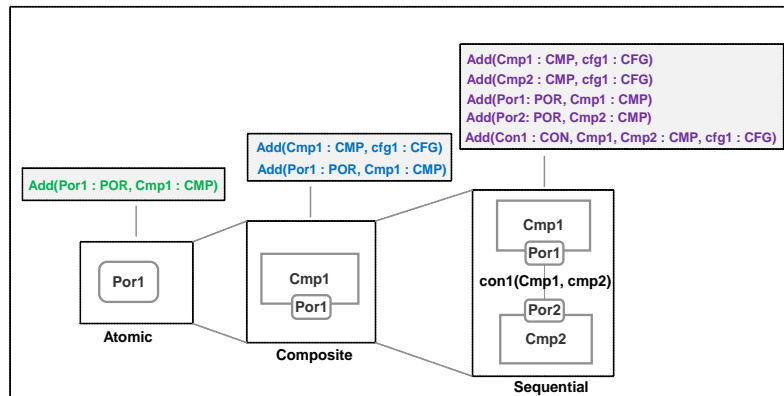 Add(Cmp1 : CMP, cfg1 : CFG)
Add(Cmp2 : CMP, cfg1 : CFG)
Add(Por1: POR, Cmp1 : CMP)
Add(Por2: POR, Cmp2 : CMP)
Add(Con1 : CON, Cmp1, Cmp2 : CMP, cfg1 : CFG)
Add(Cmp1 : CMP, cfg1 : CFG)
Add(Por1 : POR, Cmp1 : CMP)
Add(Por1 : POR, Cmp1 : CMP)
Por1
Atomic
Cmp1
Por1
Composite
Cmp1
Por1
con1(Cmp1, cmp2)
Por2
Cmp2
Sequential